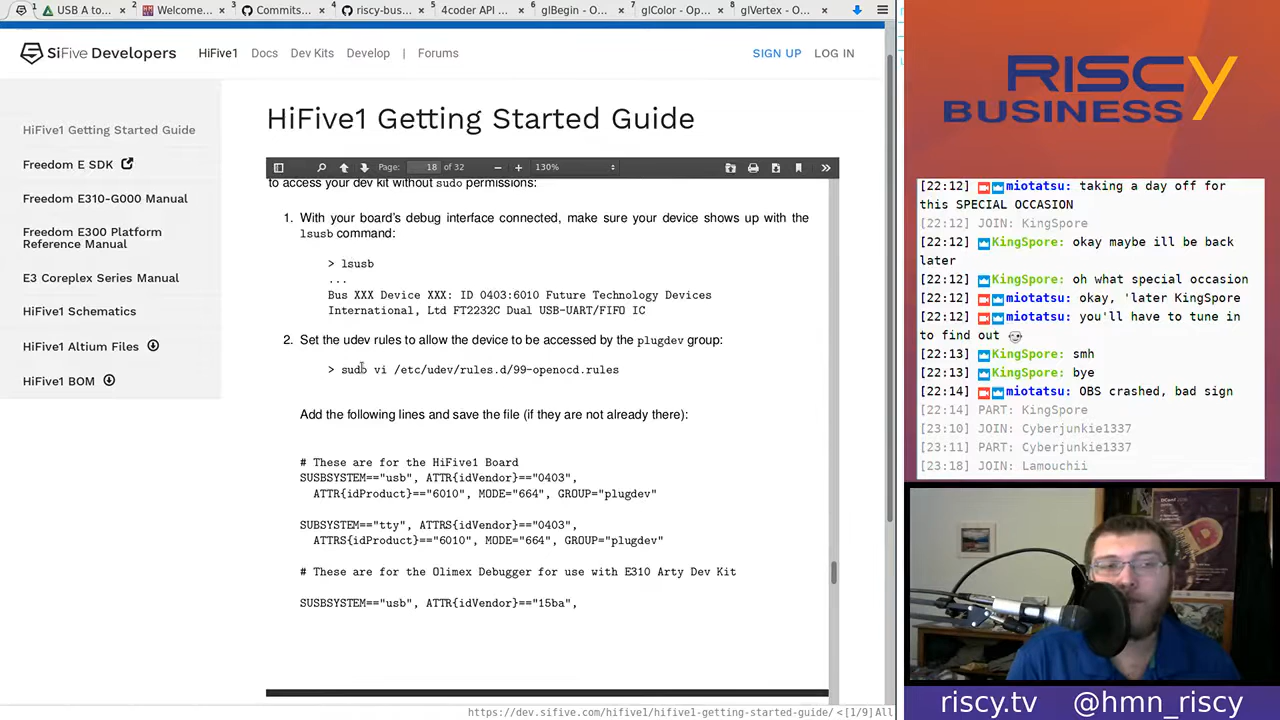 1
USB A to...
2
Welcome...
3
Commits...
4
riscy-bus...
5
4coder API ...
6
glBegin - O...
7
glColor - Op...
8
glVertex - O...
SiFive Developers
HiFive1
Docs
Dev Kits
Develop
|
Forums
SIGN UP
LOG IN
HiFive1 Getting Started Guide
Freedom E SDK
Freedom E310-G000 Manual
Freedom E300 Platform
Reference Manual
E3 Coreplex Series Manual
HiFive1 Schematics
HiFive1 Altium Files
HiFive1 BOM
HiFive1 Getting Started Guide
Page: 18 of 32
130%
to access your dev kit without sudo permissions:
1. With your board's debug interface connected, make sure your device shows up with the
lsusb command:
> lsusb
...
Bus XXX Device XXX: ID 0403:6010 Future Technology Devices
International, Ltd FT2232C Dual USB-UART/FIFO IC
2. Set the udev rules to allow the device to be accessed by the plugdev group:
> sudo vi /etc/udev/rules.d/99-openocd.rules
Add the following lines and save the file (if they are not already there):
# These are for the HiFive1 Board
SUSBSYSTEM=="usb", ATTR{idVendor}=="0403",
ATTR{idProduct}=="6010", MODE="664", GROUP="plugdev"
SUBSYSTEM=="tty", ATTRS{idVendor}=="0403",
ATTRS{idProduct}=="6010", MODE="664", GROUP="plugdev"
# These are for the Olimex Debugger for use with E310 Arty Dev Kit
SUSBSYSTEM=="usb", ATTR{idVendor}=="15ba",
https://dev.sifive.com/hifive1/hifive1-getting-started-guide/ <[1/9]All
RISCY
BUSINESS
[22:12] miotatsu: taking a day off for
this SPECIAL OCCASION
[22:12] JOIN: KingSpore
[22:12] KingSpore: okay maybe ill be back
later
[22:12] KingSpore: oh what special occasion
[22:12] miotatsu: okay, 'later KingSpore
[22:12] miotatsu: you'll have to tune in
to find out
[22:13] KingSpore: smh
[22:13] KingSpore: bye
[22:14] miotatsu: OBS crashed, bad sign
[22:14] PART: KingSpore
[23:10] JOIN: Cyberjunkie1337
[23:11] PART: Cyberjunkie1337
[23:18] JOIN: Lamouchii
riscy.tv @hmn_riscy